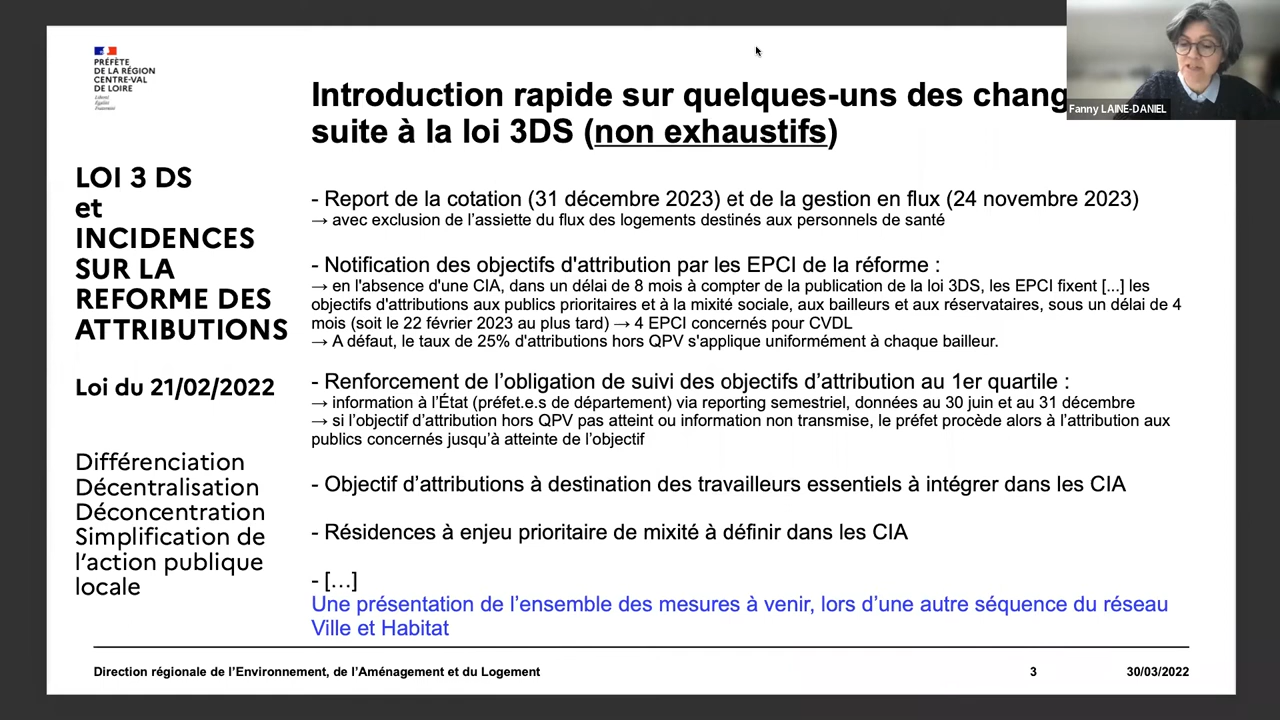 PRÉFÈTE
DE LA RÉGION
CENTRE-VAL
DE LOIRE
Liberté
Égalité
Fraternité
Introduction rapide sur quelques-uns des chang
suite à la loi 3DS (non exhaustifs)
Fanny LAINE-DANIEL
LOI 3 DS
et
INCIDENCES
SUR LA
REFORME DES
ATTRIBUTIONS
Loi du 21/02/2022
Différenciation
Décentralisation
Déconcentration
Simplification de
l’action publique
locale
- Report de la cotation (31 décembre 2023) et de la gestion en flux (24 novembre 2023)
→ avec exclusion de l’assiette du flux des logements destinés aux personnels de santé
- Notification des objectifs d'attribution par les EPCI de la réforme :
→ en l'absence d'une CIA, dans un délai de 8 mois à compter de la publication de la loi 3DS, les EPCI fixent [...] les
objectifs d'attributions aux publics prioritaires et à la mixité sociale, aux bailleurs et aux réservataires, sous un délai de 4
mois (soit le 22 février 2023 au plus tard) → 4 EPCI concernés pour CVDL
→ A défaut, le taux de 25% d'attributions hors QPV s'applique uniformément à chaque bailleur.
- Renforcement de l’obligation de suivi des objectifs d’attribution au 1er quartile :
→ information à l’État (préfet.e.s de département) via reporting semestriel, données au 30 juin et au 31 décembre
→ si l’objectif d’attribution hors QPV pas atteint ou information non transmise, le préfet procède alors à l’attribution aux
publics concernés jusqu’à atteinte de l’objectif
- Objectif d’attributions à destination des travailleurs essentiels à intégrer dans les CIA
- Résidences à enjeu prioritaire de mixité à définir dans les CIA
- […]
Une présentation de l’ensemble des mesures à venir, lors d’une autre séquence du réseau
Ville et Habitat
Direction régionale de l’Environnement, de l’Aménagement et du Logement
3
30/03/2022